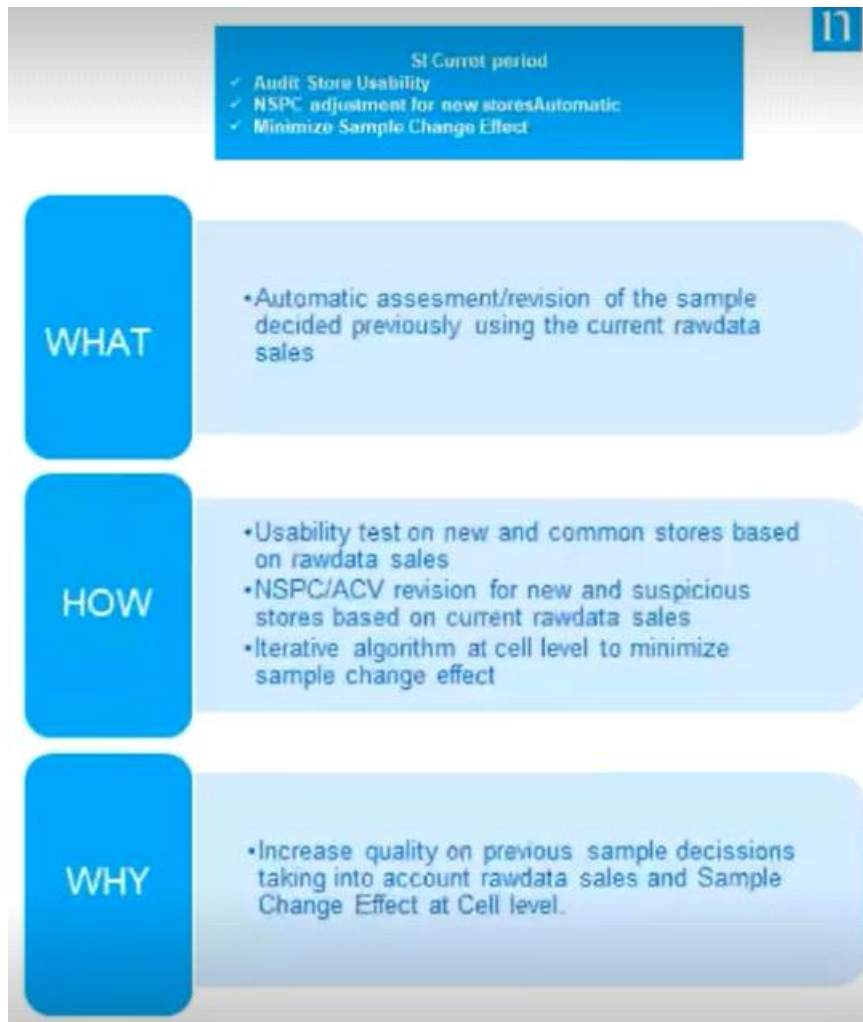 n
SI Curret period
✓ Audit Store Usability
✓ NSPC adjustment for new storesAutomatic
✓ Minimize Sample Change Effect
WHAT
•Automatic assesment/revision of the sample
decided previously using the current rawdata
sales
HOW
•Usability test on new and common stores based
on rawdata sales
•NSPC/ACV revision for new and suspicious
stores based on current rawdata sales
•Iterative algorithm at cell level to minimize
sample change effect
WHY
•Increase quality on previous sample decissions
taking into account rawdata sales and Sample
Change Effect at Cell level.